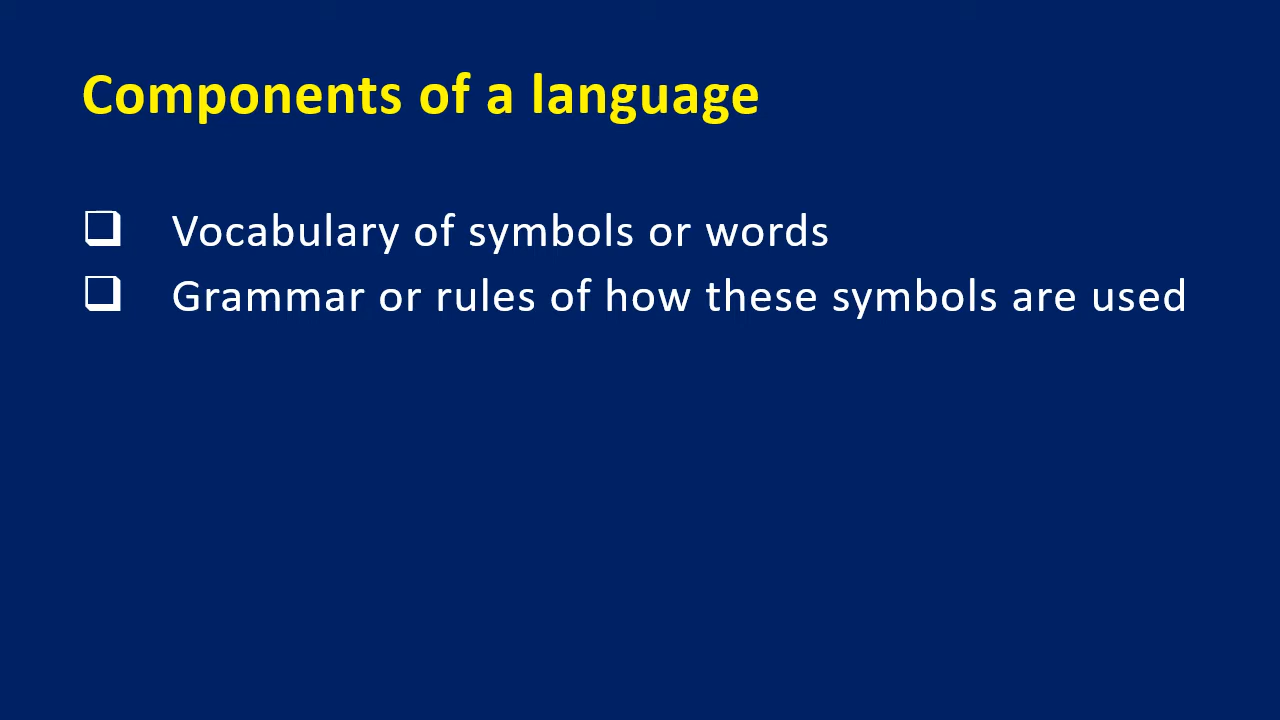 Components of a language
❑ Vocabulary of symbols or words
❑ Grammar or rules of how these symbols are used